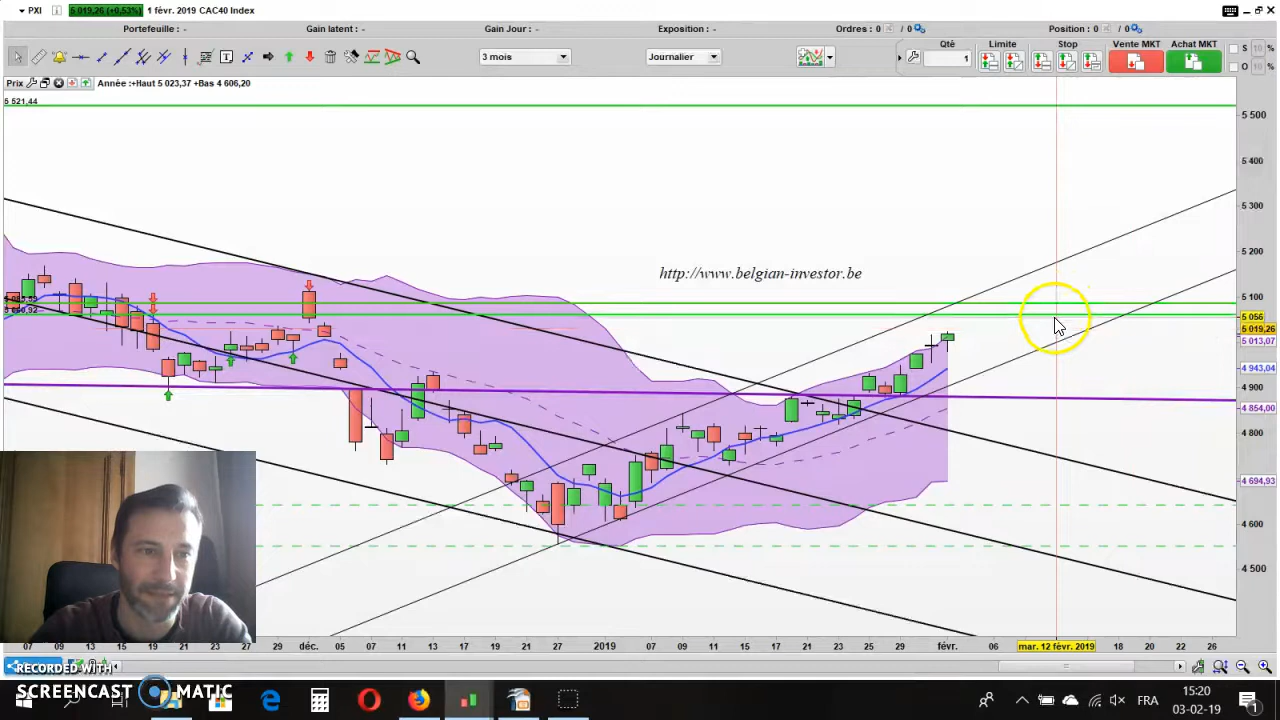 PXI 5 019,26 (+0,53%) 1 févr. 2019 CAC40 Index
Portefeuille : - Gain latent : - Gain Jour : - Exposition : - Ordres : 0 / 0 Position : 0 / 0
3 mois Journalier Qté 1 Limite Stop Vente MKT Achat MKT S 10 %
O 10 %
Prix Année :+Haut 5 023,37 +Bas 4 606,20
5 521,44
5 500
5 400
5 300
5 200
http://www.belgian-investor.be
5 100
5 056
5 019,26
5 013,07
4 943,04
4 900
4 854,00
4 800
4 694,93
4 600
4 500
07 09 13 15 19 21 23 27 29 déc. 05 07 11 13 17 19 21 27 2019 07 09 11 15 17 21 23 25 29 févr. 06 mar. 12 févr. 2019 14 18 20 22 26
RECORDED WITH
SCREENCAST MATIC
FRA
15:20
03-02-19
1